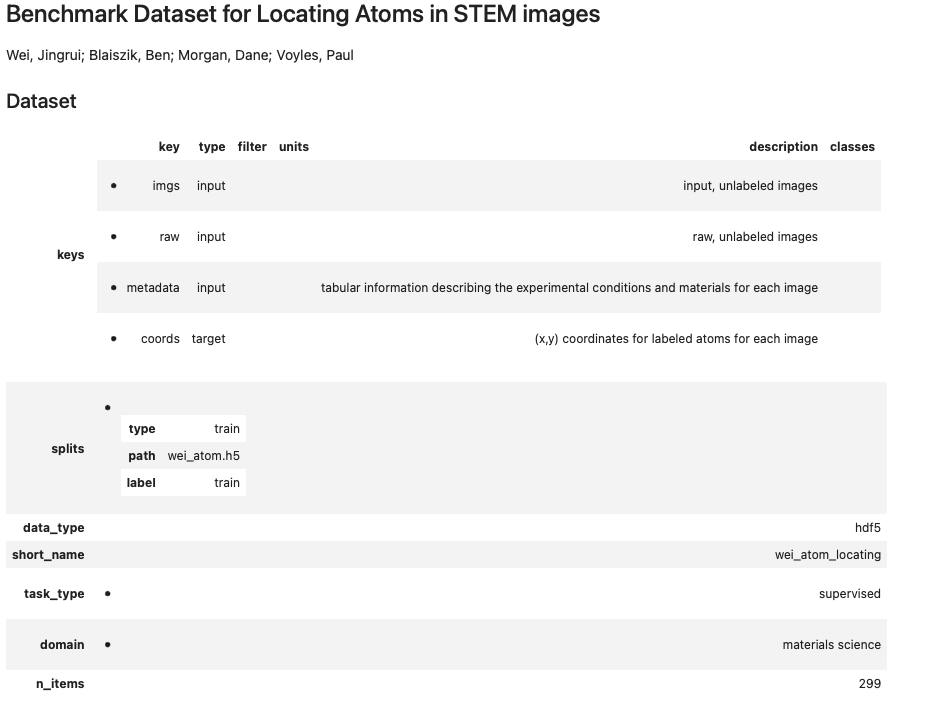 Benchmark Dataset for Locating Atoms in STEM images
Wei, Jingrui; Blaiszik, Ben; Morgan, Dane; Voyles, Paul
Dataset
key type filter units description classes
imgs input input, unlabeled images
raw input raw, unlabeled images
keys
metadata input tabular information describing the experimental conditions and materials for each image
coords target (x,y) coordinates for labeled atoms for each image
type train
splits
path wei_atom.h5
label train
data_type hdf5
short_name wei_atom_locating
task_type supervised
domain materials science
n_items 299